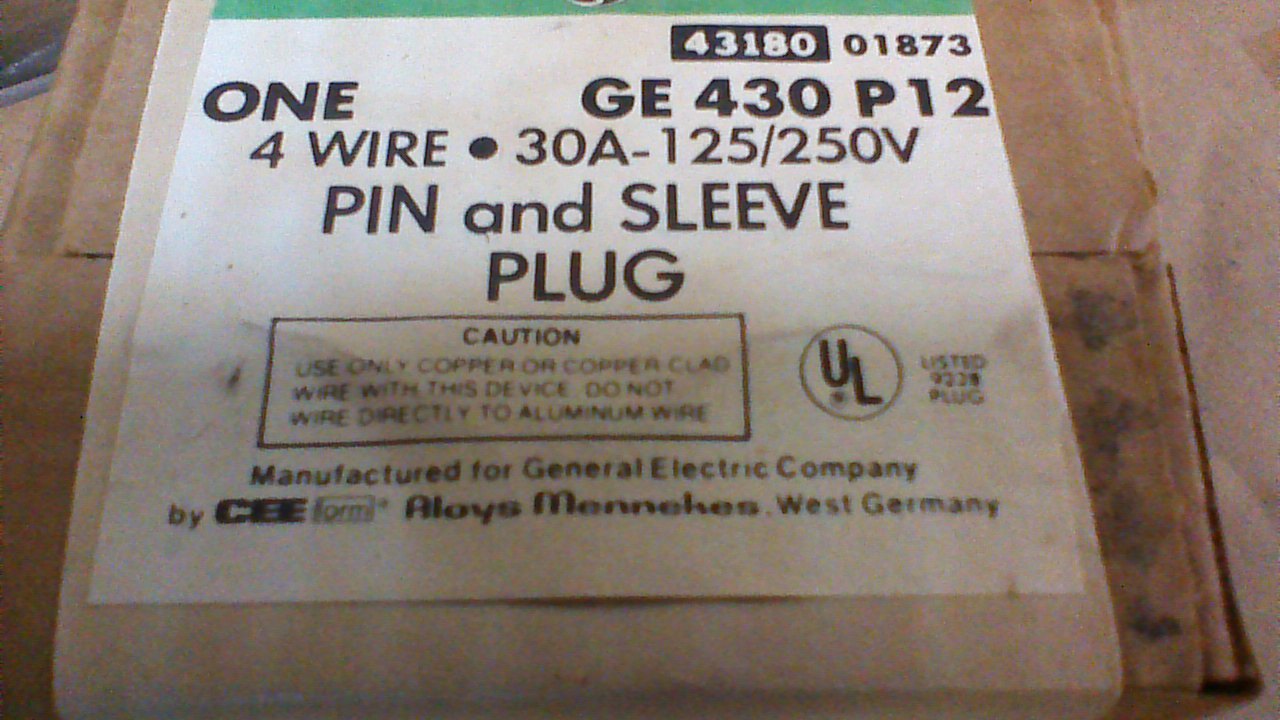 43180 01873
ONE GE 430 P12
4 WIRE • 30A-125/250V
PIN and SLEEVE
PLUG
CAUTION
USE ONLY COPPER OR COPPER CLAD
WIRE WITH THIS DEVICE. DO NOT
WIRE DIRECTLY TO ALUMINUM WIRE
UL ®
LISTED
PLUG
Manufactured for General Electric Company
by CEE form® Aloys Mennekes, West Germany